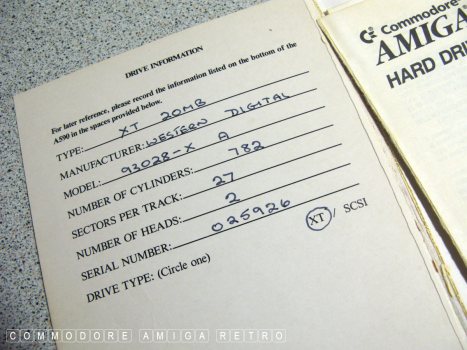 DRIVE INFORMATION
For later reference, please record the information listed on the bottom of the
A590 in the spaces provided below.
TYPE: XT 20MB
MANUFACTURER: WESTERN DIGITAL
MODEL: 93028-X A
NUMBER OF CYLINDERS: 782
SECTORS PER TRACK: 27
NUMBER OF HEADS: 2
SERIAL NUMBER: 025926
DRIVE TYPE: (Circle one) XT / SCSI
Commodore
AMIGA
HARD DRI
COMMODORE AMIGA RETRO